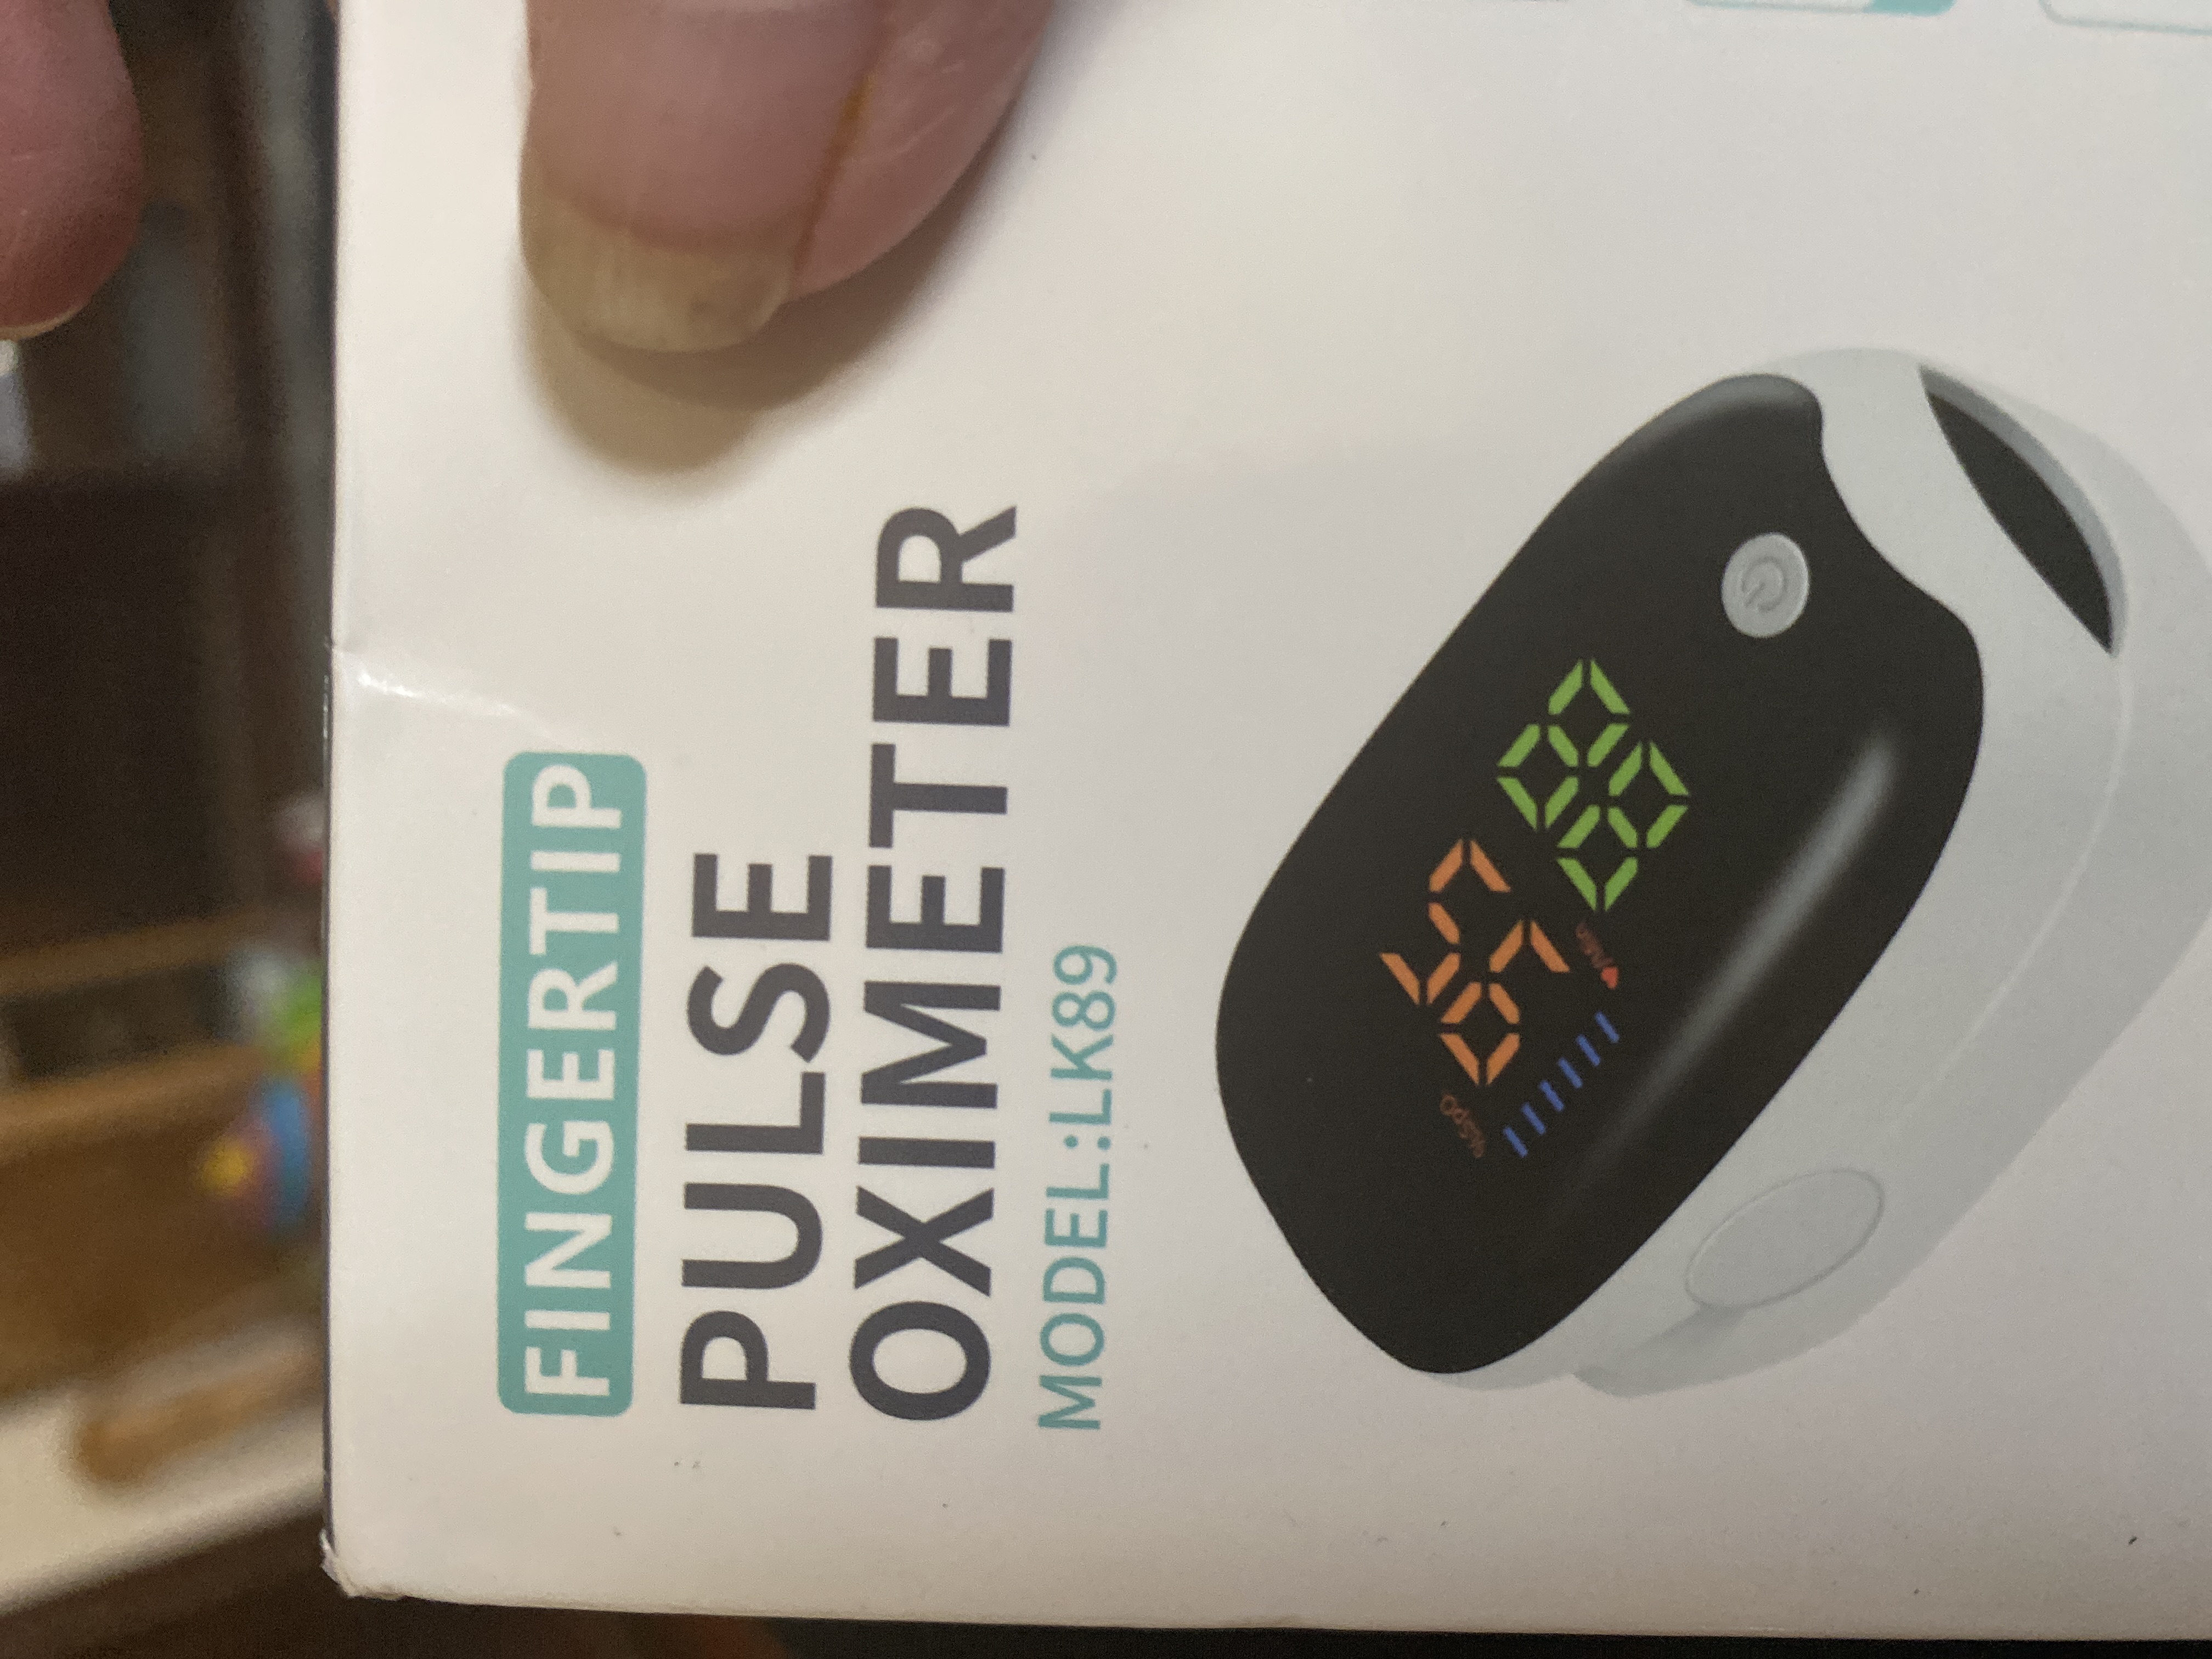 FINGERTIP
PULSE
OXIMETER
MODEL:LK89